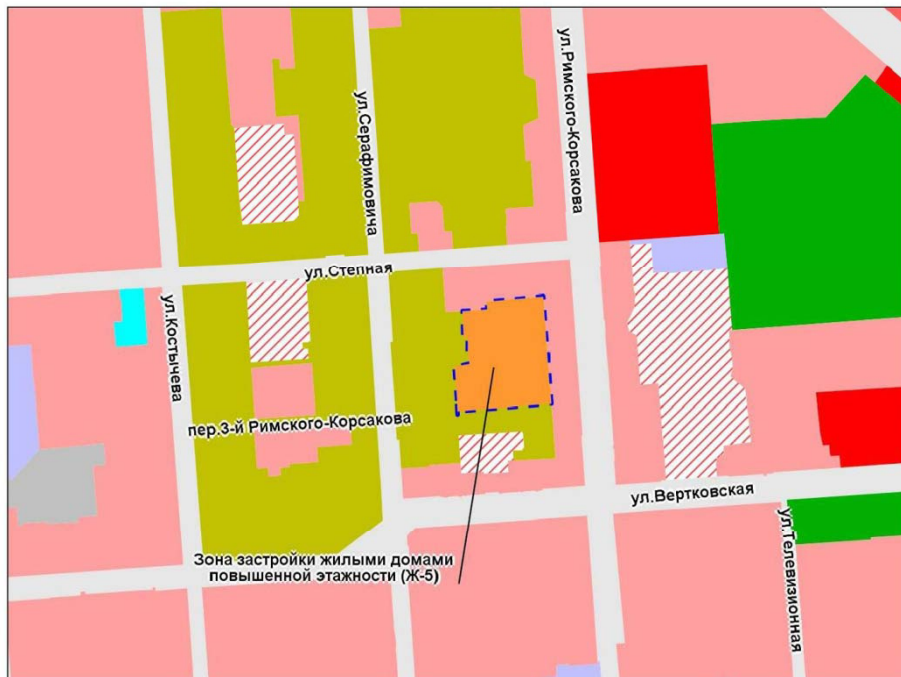 ул.Римского-Корсакова
ул.Серафимовича
ул.Степная
ул.Костычева
пер.3-й Римского-Корсакова
ул.Вертковская
ул.Телевизионная
Зона застройки жилыми домами
повышенной этажности (Ж-5)